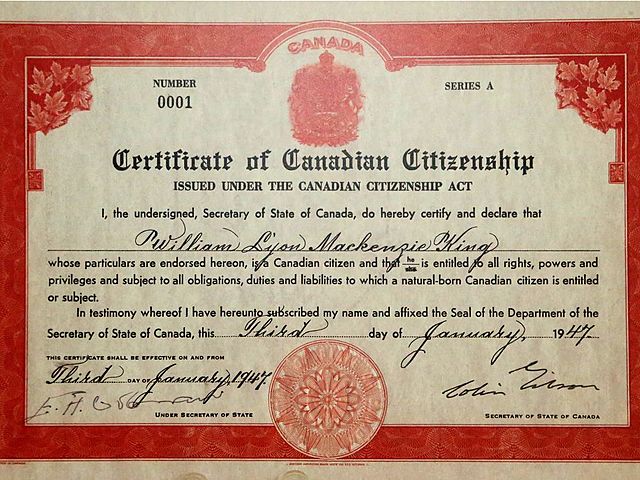 CANADA
NUMBER
0001
SERIES A
Certificate of Canadian Citizenship
ISSUED UNDER THE CANADIAN CITIZENSHIP ACT
I, the undersigned, Secretary of State of Canada, do hereby certify and declare that
William Lyon Mackenzie King
whose particulars are endorsed hereon, is a Canadian citizen and that he she is entitled to all rights, powers and
privileges and subject to all obligations, duties and liabilities to which a natural-born Canadian citizen is entitled
or subject.
In testimony whereof I have hereunto subscribed my name and affixed the Seal of the Department of the
Secretary of State of Canada, this Third day of January, 1947
THIS CERTIFICATE SHALL BE EFFECTIVE ON AND FROM
Third DAY OF January, 1947.
Colin Gibson
E. H.
UNDER SECRETARY OF STATE
SECRETARY OF STATE OF CANADA